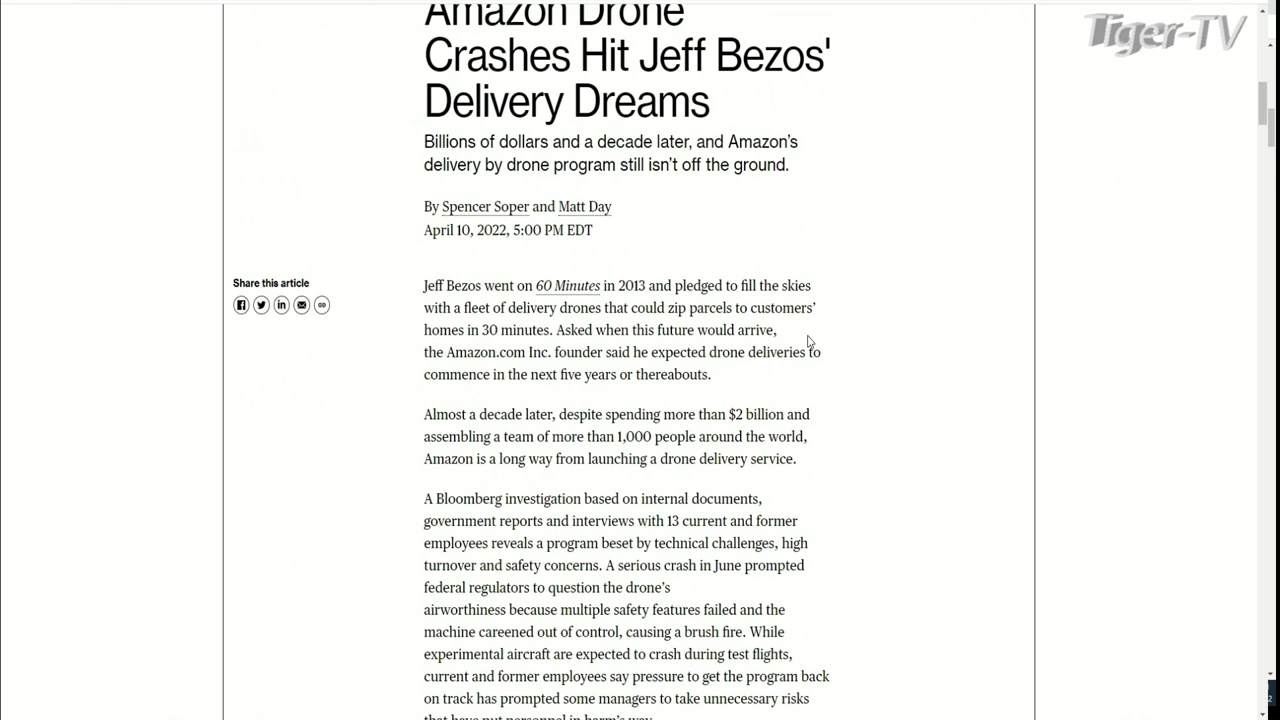 Tiger-TV
Amazon Drone
Crashes Hit Jeff Bezos'
Delivery Dreams
Billions of dollars and a decade later, and Amazon's
delivery by drone program still isn't off the ground.
By Spencer Soper and Matt Day
April 10, 2022, 5:00 PM EDT
Share this article
Jeff Bezos went on 60 Minutes in 2013 and pledged to fill the skies
with a fleet of delivery drones that could zip parcels to customers'
homes in 30 minutes. Asked when this future would arrive,
the Amazon.com Inc. founder said he expected drone deliveries to
commence in the next five years or thereabouts.
Almost a decade later, despite spending more than $2 billion and
assembling a team of more than 1,000 people around the world,
Amazon is a long way from launching a drone delivery service.
A Bloomberg investigation based on internal documents,
government reports and interviews with 13 current and former
employees reveals a program beset by technical challenges, high
turnover and safety concerns. A serious crash in June prompted
federal regulators to question the drone's
airworthiness because multiple safety features failed and the
machine careened out of control, causing a brush fire. While
experimental aircraft are expected to crash during test flights,
current and former employees say pressure to get the program back
on track has prompted some managers to take unnecessary risks
that have put personnel in harm's way.